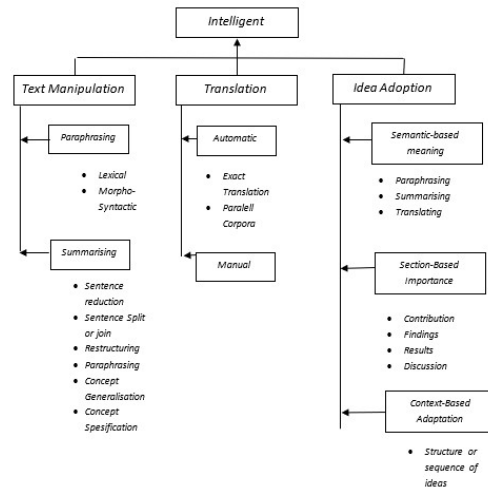 Intelligent
Text Manipulation
Translation
Idea Adoption
Paraphrasing
• Lexical
• Morpho-
Syntactic
Summarising
• Sentence
reduction
• Sentence Split
or join
• Restructuring
• Paraphrasing
• Concept
Generalisation
• Concept
Spesification
Automatic
• Exact
Translation
• Paralell
Corpora
Manual
Semantic-based
meaning
• Paraphrasing
• Summarising
• Translating
Section-Based
Importance
• Contribution
• Findings
• Results
• Discussion
Context-Based
Adaptation
• Structure or
sequence of
ideas